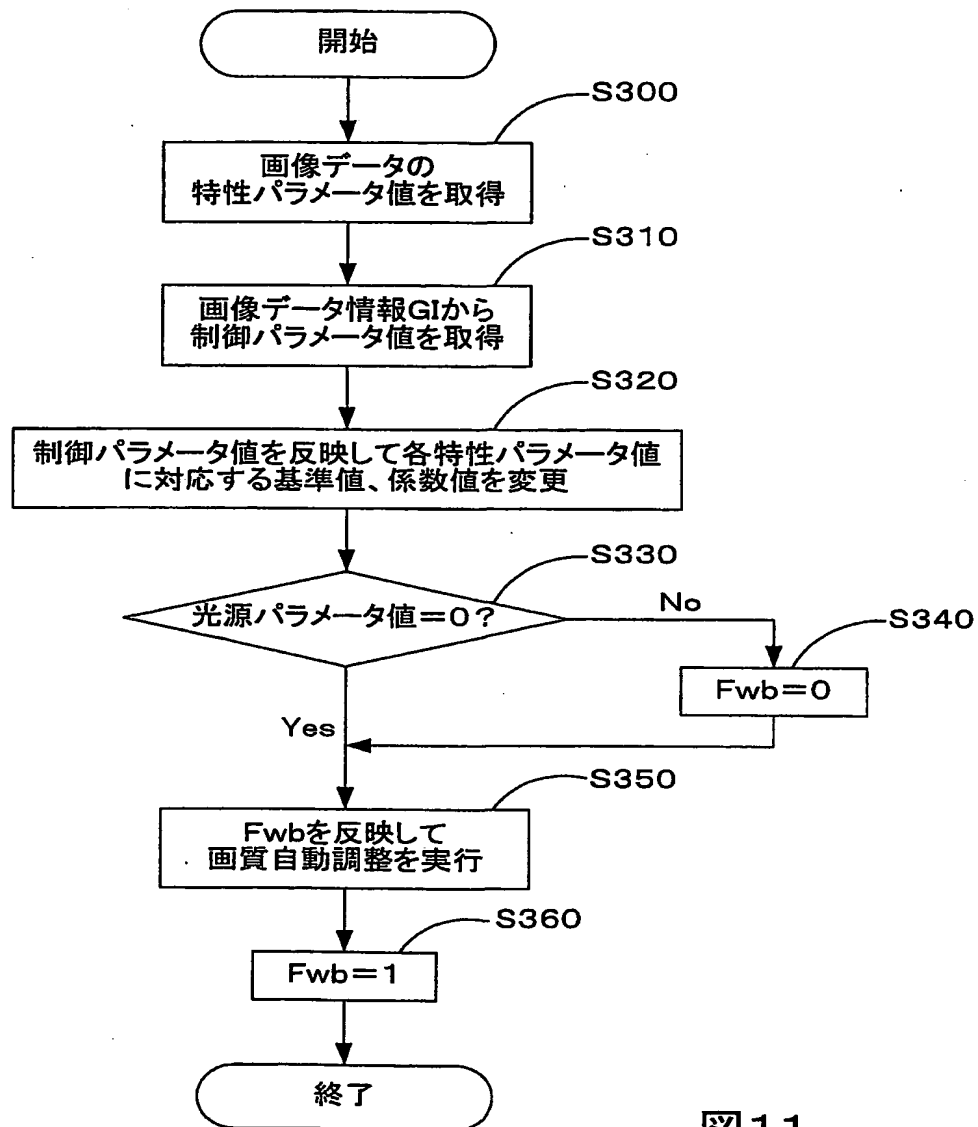 開始
S300
画像データの
特性パラメータ値を取得
S310
画像データ情報GIから
制御パラメータ値を取得
S320
制御パラメータ値を反映して各特性パラメータ値
に対応する基準値、係数値を変更
S330
光源パラメータ値=0?
No
S340
Fwb=0
Yes
S350
Fwbを反映して
画質自動調整を実行
S360
Fwb=1
終了
図11